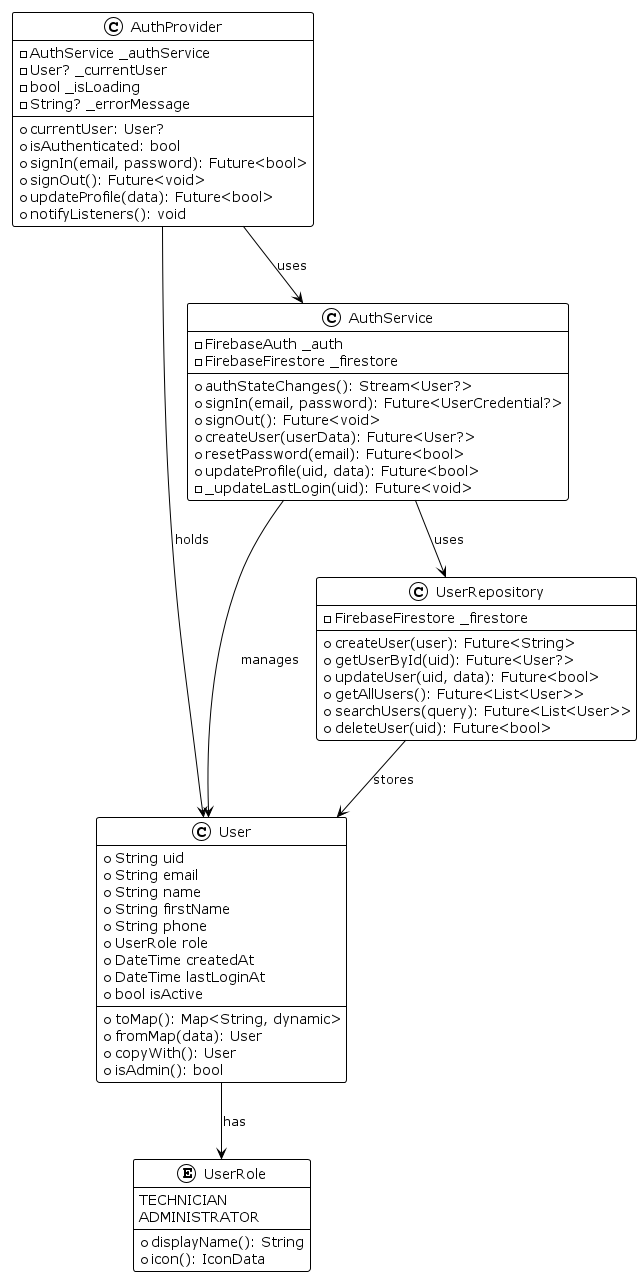 C AuthProvider
AuthService _authService
User? _currentUser
bool _isLoading
String? _errorMessage
currentUser: User?
isAuthenticated: bool
signIn(email, password): Future<bool>
signOut(): Future<void>
updateProfile(data): Future<bool>
notifyListeners(): void
uses
C AuthService
FirebaseAuth _auth
FirebaseFirestore _firestore
authStateChanges(): Stream<User?>
signIn(email, password): Future<UserCredential?>
signOut(): Future<void>
createUser(userData): Future<User?>
resetPassword(email): Future<bool>
updateProfile(uid, data): Future<bool>
_updateLastLogin(uid): Future<void>
holds
uses
C UserRepository
FirebaseFirestore _firestore
createUser(user): Future<String>
getUserById(uid): Future<User?>
updateUser(uid, data): Future<bool>
getAllUsers(): Future<List<User>>
searchUsers(query): Future<List<User>>
deleteUser(uid): Future<bool>
manages
stores
C User
String uid
String email
String name
String firstName
String phone
UserRole role
DateTime createdAt
DateTime lastLoginAt
bool isActive
toMap(): Map<String, dynamic>
fromMap(data): User
copyWith(): User
isAdmin(): bool
has
E UserRole
TECHNICIAN
ADMINISTRATOR
displayName(): String
icon(): IconData